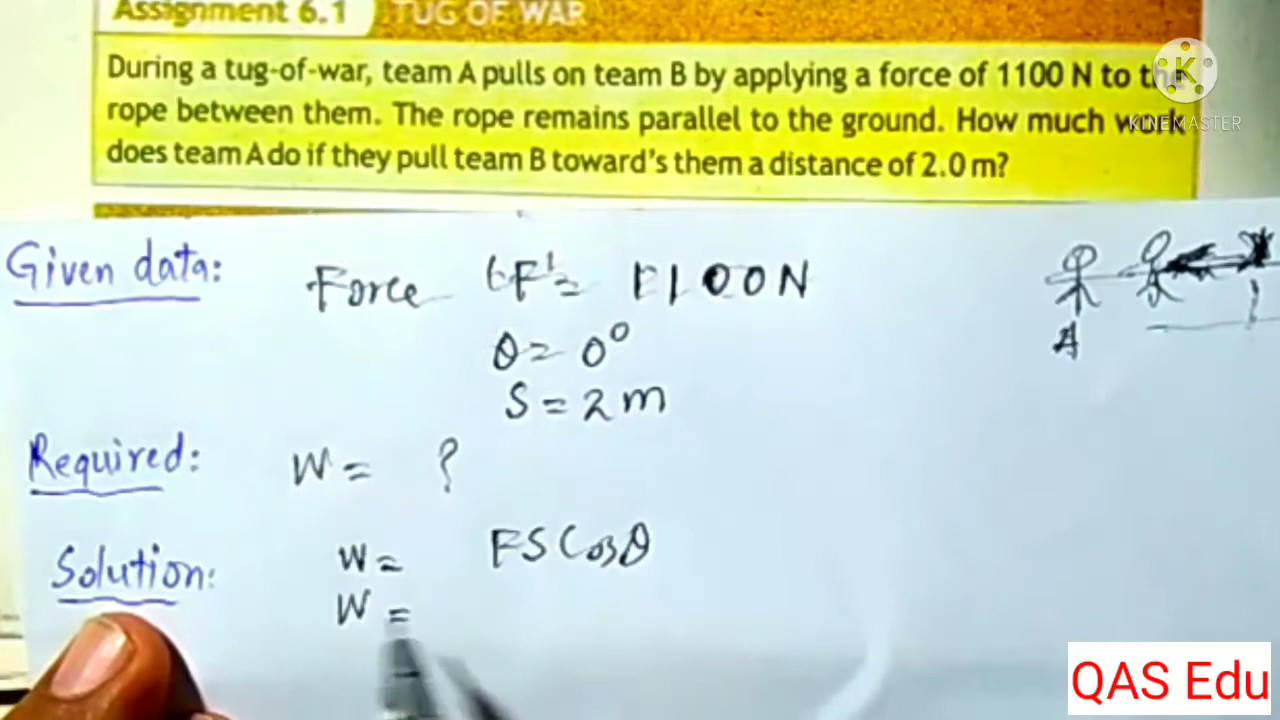 Assignment 6.1 TUG OF WAR
During a tug-of-war, team A pulls on team B by applying a force of 1100 N to the
rope between them. The rope remains parallel to the ground. How much work
does team A do if they pull team B toward's them a distance of 2.0 m?
KINEMASTER
Given data: Force 'F' = 1100N
θ = 0°
S = 2m
A
Required: W = ?
Solution: W = FS Cosθ
W =
QAS Edu